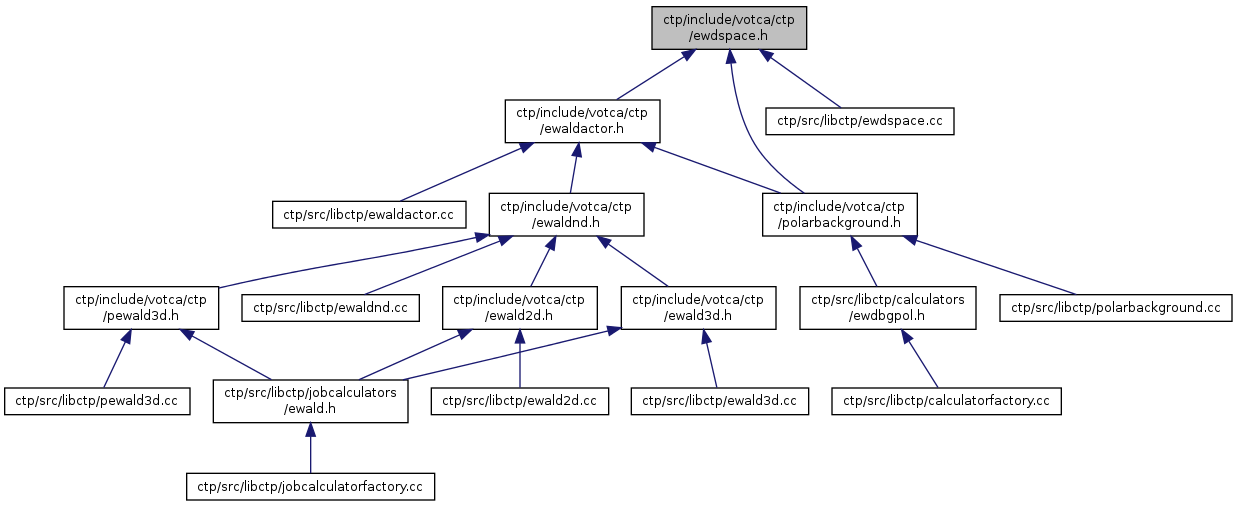 ctp/include/votca/ctp
/ewdspace.h
ctp/include/votca/ctp
/ewaldactor.h
ctp/src/libctp/ewdspace.cc
ctp/src/libctp/ewaldactor.cc
ctp/include/votca/ctp
/ewaldnd.h
ctp/include/votca/ctp
/polarbackground.h
ctp/include/votca/ctp
/pewald3d.h
ctp/src/libctp/ewaldnd.cc
ctp/include/votca/ctp
/ewald2d.h
ctp/include/votca/ctp
/ewald3d.h
ctp/src/libctp/calculators
/ewdbgpol.h
ctp/src/libctp/polarbackground.cc
ctp/src/libctp/pewald3d.cc
ctp/src/libctp/jobcalculators
/ewald.h
ctp/src/libctp/ewald2d.cc
ctp/src/libctp/ewald3d.cc
ctp/src/libctp/calculatorfactory.cc
ctp/src/libctp/jobcalculatorfactory.cc